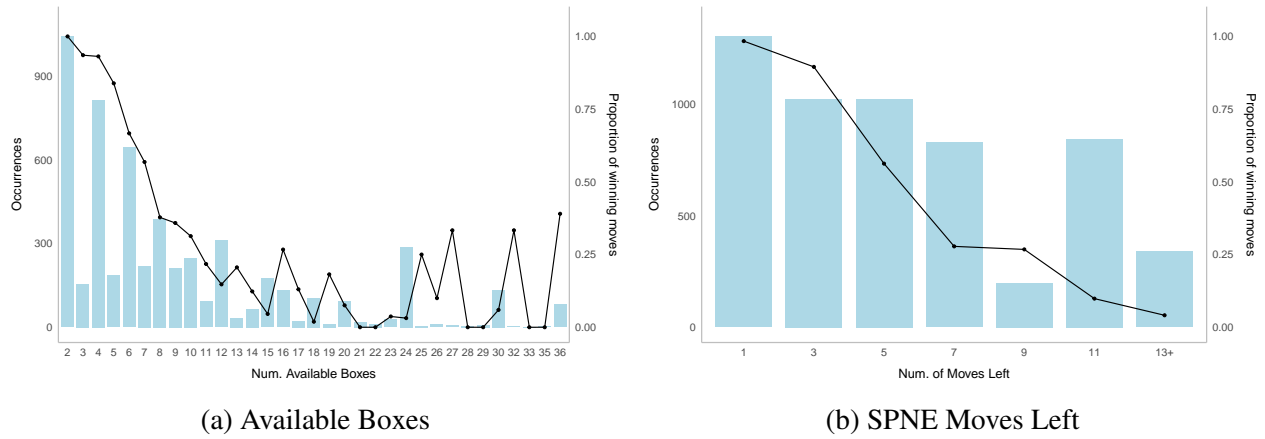 Occurrences
900
600
300
0
1.00
0.75
0.50
0.25
0.00
Proportion of winning moves
2 3 4 5 6 7 8 9 10 11 12 13 14 15 16 17 18 19 20 21 22 23 24 25 26 27 28 29 30 32 33 35 36
Num. Available Boxes
(a) Available Boxes
Occurrences
1000
500
0
1.00
0.75
0.50
0.25
0.00
Proportion of winning moves
1 3 5 7 9 11 13+
Num. of Moves Left
(b) SPNE Moves Left